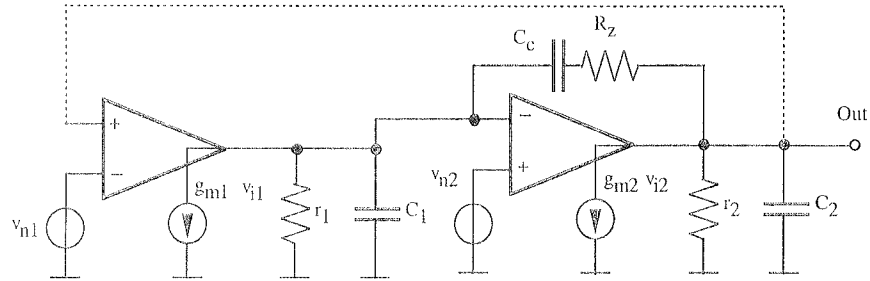 C_c R_z
Out
+
−
−
+
v_n1
g_m1 v_i1
r_1
C_1
v_n2
g_m2 v_i2
r_2
C_2